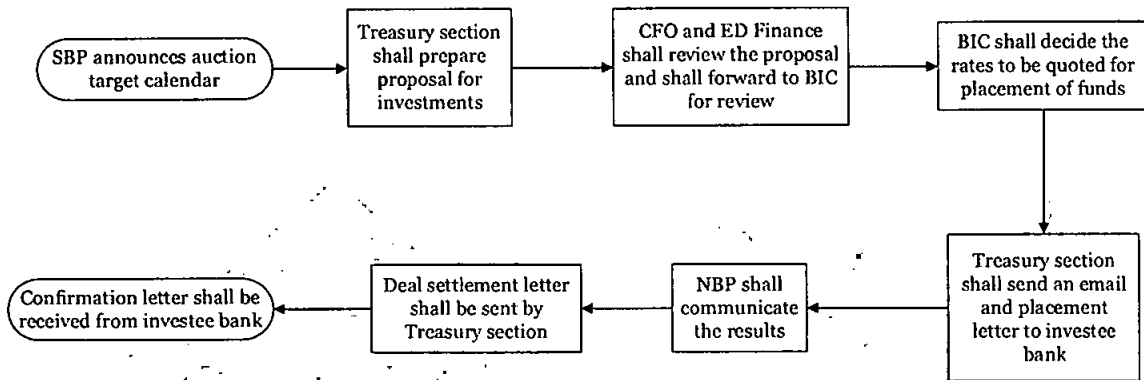 SBP announces auction
target calendar
Treasury section
shall prepare
proposal for
investments
CFO and ED Finance
shall review the proposal
and shall forward to BIC
for review
BIC shall decide the
rates to be quoted for
placement of funds
Treasury section
shall send an email
and placement
letter to investee
bank
NBP shall
communicate
the results
Deal settlement letter
shall be sent by
Treasury section
Confirmation letter shall be
received from investee bank